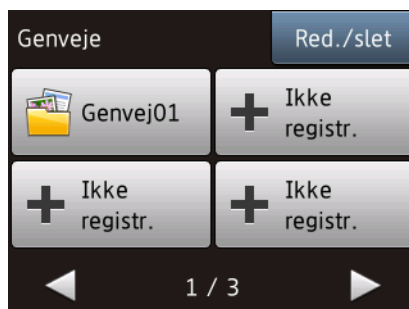 Genveje
Red./slet
Genvej01
Ikke
registr.
Ikke
registr.
Ikke
registr.
1 / 3